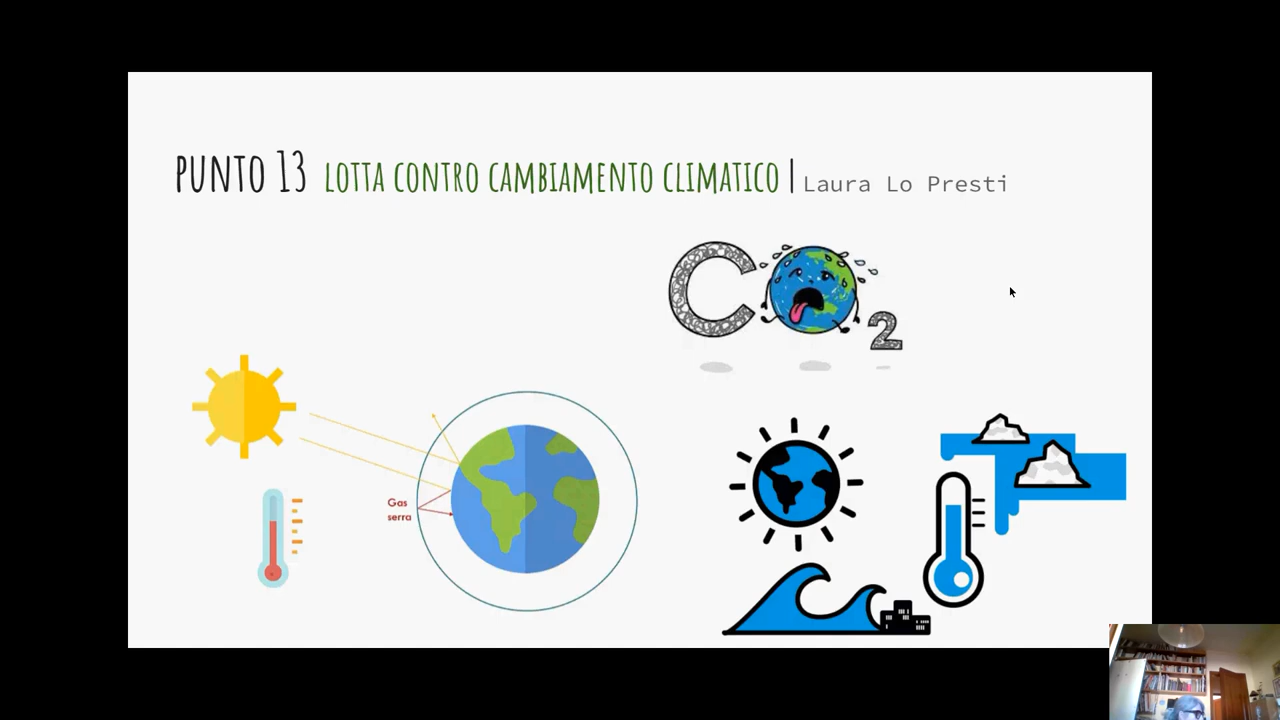 PUNTO 13 LOTTA CONTRO CAMBIAMENTO CLIMATICO | Laura Lo Presti
CO2
Gas
serra